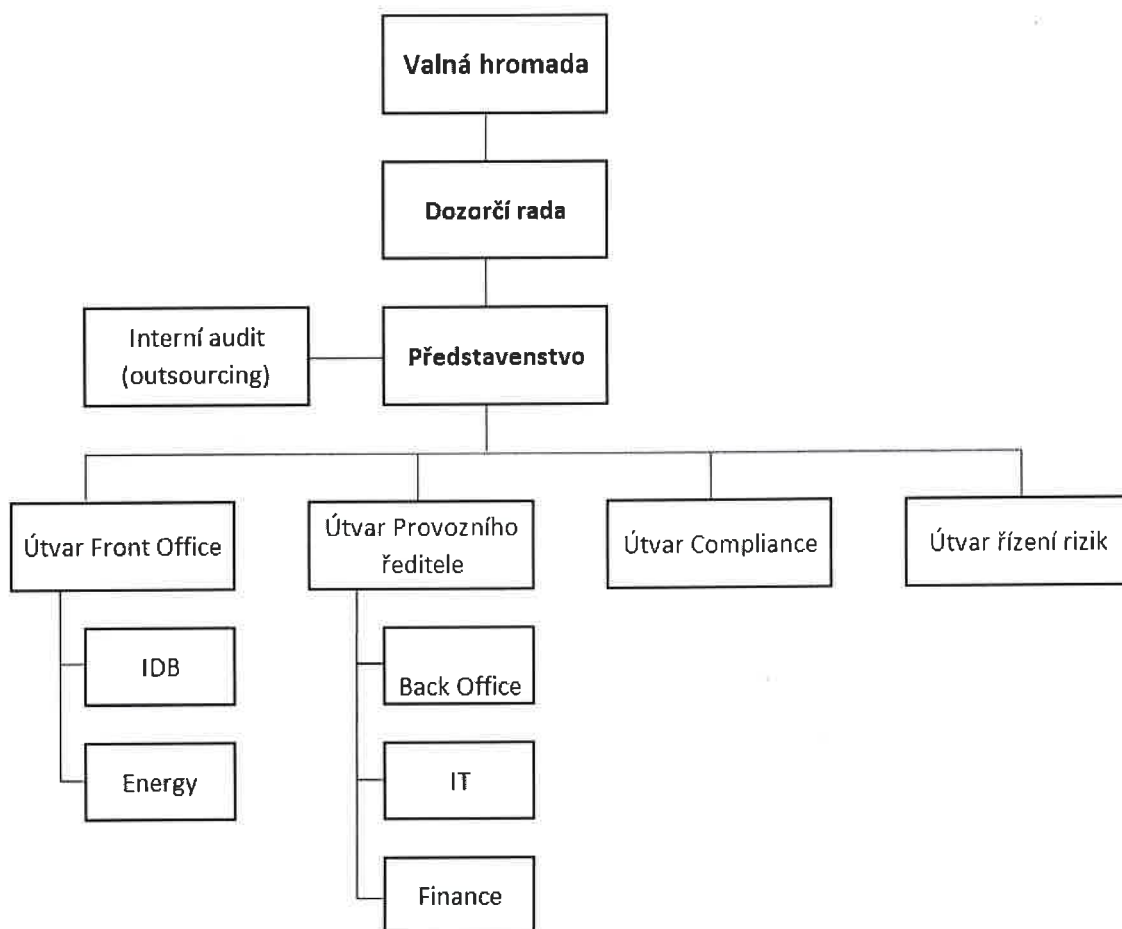 Valná hromada
Dozorčí rada
Interní audit
(outsourcing)
Představenstvo
Útvar Front Office
Útvar Provozního
ředitele
Útvar Compliance
Útvar řízení rizik
IDB
Back Office
Energy
IT
Finance